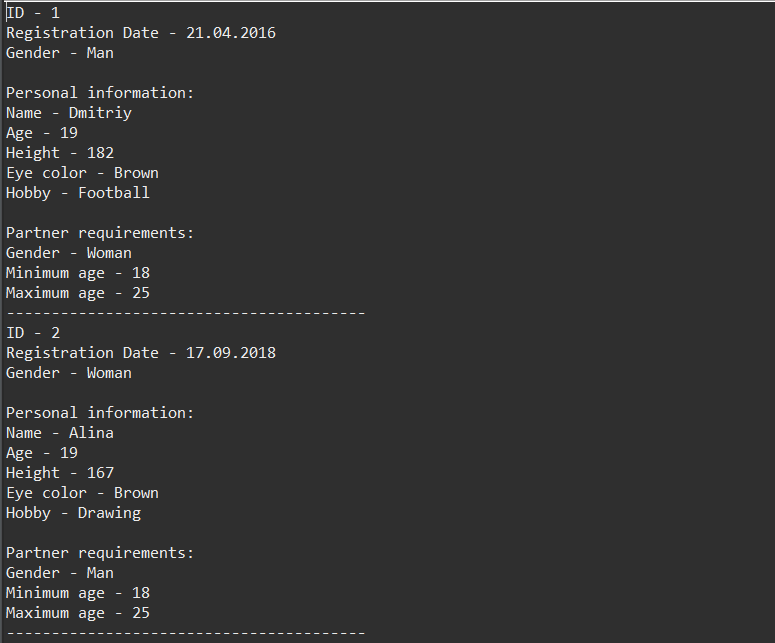 ID - 1
Registration Date - 21.04.2016
Gender - Man
Personal information:
Name - Dmitriy
Age - 19
Height - 182
Eye color - Brown
Hobby - Football
Partner requirements:
Gender - Woman
Minimum age - 18
Maximum age - 25
----------------------------------------
ID - 2
Registration Date - 17.09.2018
Gender - Woman
Personal information:
Name - Alina
Age - 19
Height - 167
Eye color - Brown
Hobby - Drawing
Partner requirements:
Gender - Man
Minimum age - 18
Maximum age - 25
----------------------------------------